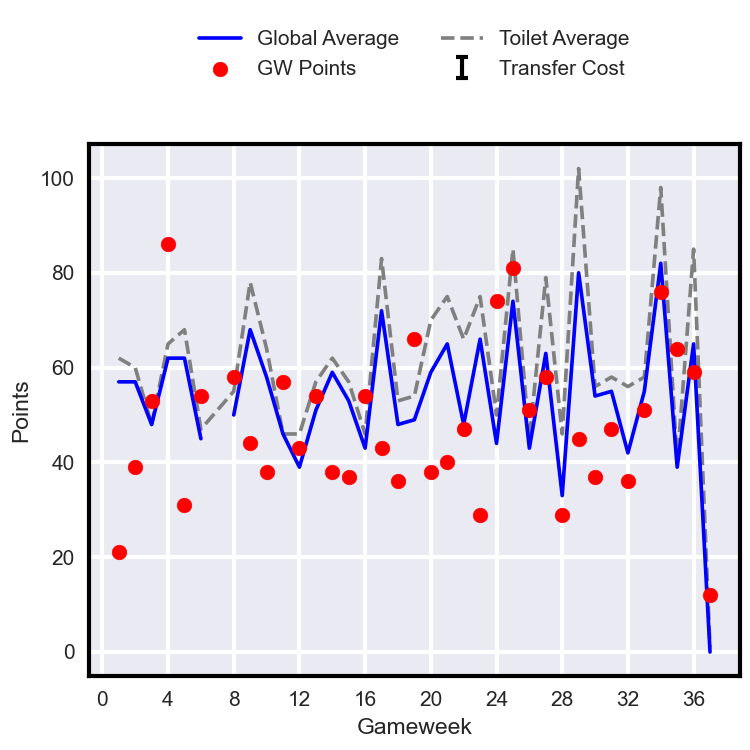 Global Average
GW Points
Toilet Average
Transfer Cost
Points
100
80
60
40
20
0
0 4 8 12 16 20 24 28 32 36
Gameweek